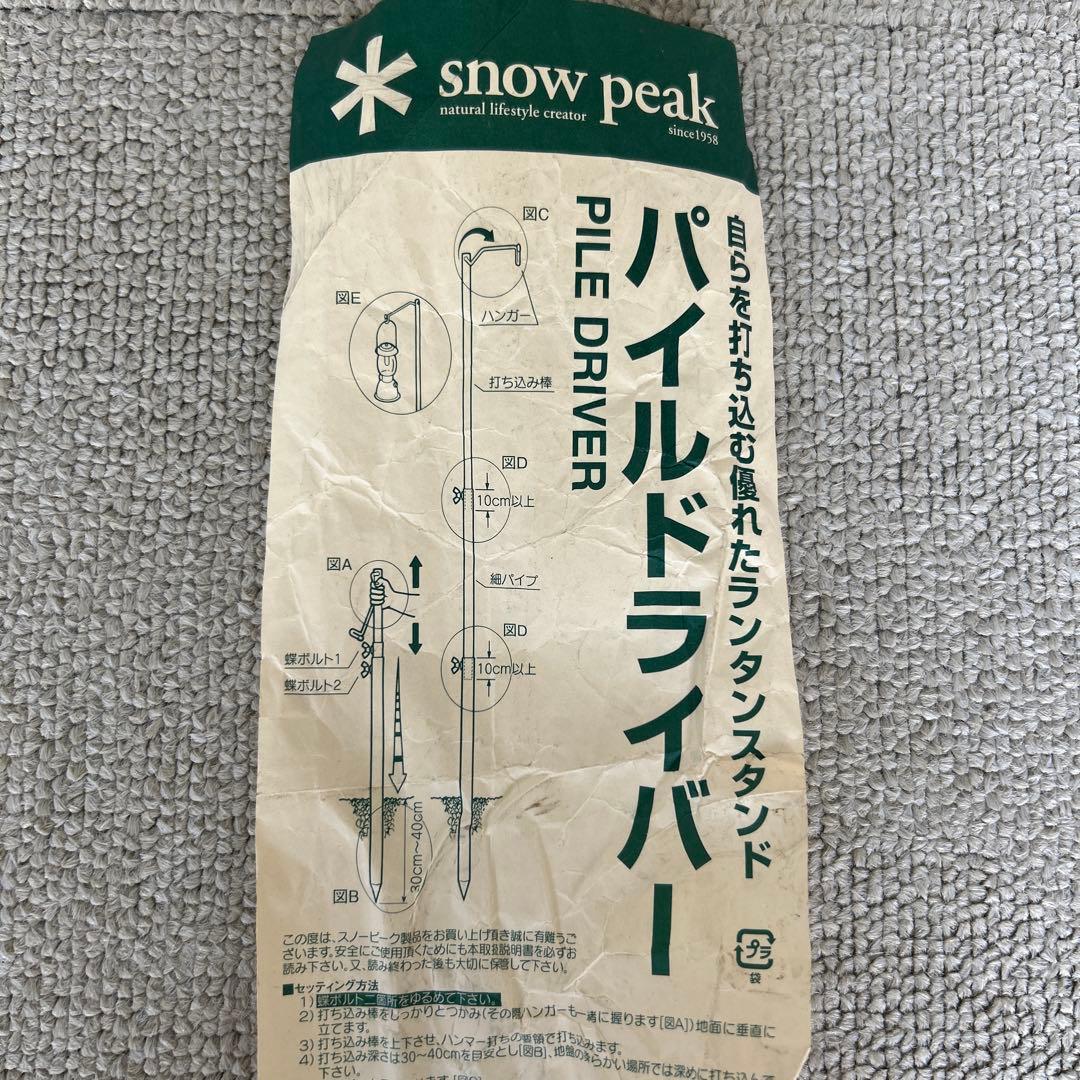 snow peak
natural lifestyle creator
since1958
自らを打ち込む優れたランタンスタンド
パイルドライバー
PILE DRIVER
図C
ハンガー
図E
打ち込み棒
図D
10cm以上
図A
細パイプ
図D
10cm以上
蝶ボルト1
蝶ボルト2
30cm〜40cm
図B
プラ
袋
この度は、スノーピーク製品をお買い上げ頂き誠に有難うご
ざいます。安全にご使用頂くためにも本取扱説明書を必ずお
読み下さい。又、読み終わった後も大切に保管して下さい。
■セッティング方法
1) 蝶ボルト二箇所をゆるめて下さい。
2) 打ち込み棒をしっかりとつかみ(その際ハンガーも一緒に握ります[図A])地面に垂直に
立てます。
3) 打ち込み棒を上下させ、ハンマー打ちの要領で打ち込みます。
4) 打ち込み深さは30〜40cmを目安とし[図B]、地盤の柔らかい場所では深めに打ち込んで
下さい。